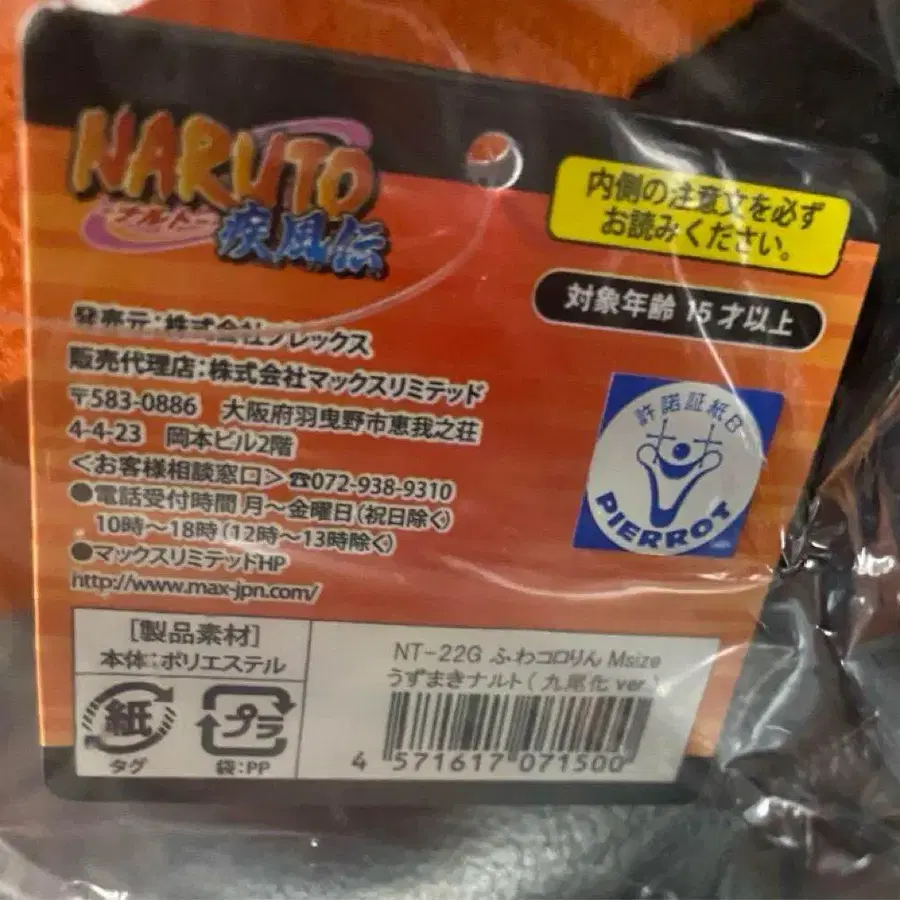 NARUTO
ナルト
疾風伝
内側の注意文を必ず
お読みください。
対象年齢 15才以上
発売元:株式会社フレックス
販売代理店:株式会社マックスリミテッド
〒583-0886 大阪府羽曳野市恵我之荘
4-4-23 岡本ビル2階
<お客様相談窓口>☎072-938-9310
●電話受付時間 月~金曜日(祝日除く)
10時~18時(12時~13時除く)
●マックスリミテッドHP
http://www.max-jpn.com/
許諾証紙B
PIERROT
[製品素材]
本体:ポリエステル
紙
タグ
プラ
袋:PP
NT-22G ふわコロりん Msize
うずまきナルト(九尾化 ver.)
4 571617 071500